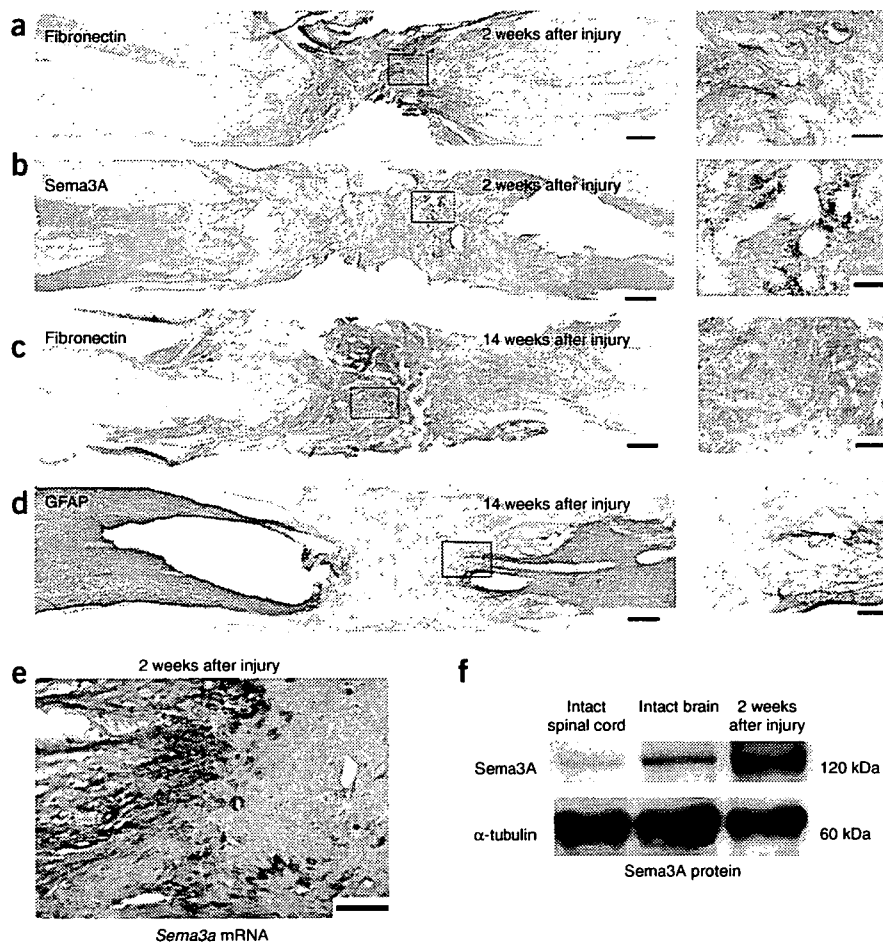 a
Fibronectin
2 weeks after injury
b
Sema3A
2 weeks after injury
c
Fibronectin
14 weeks after injury
d
GFAP
14 weeks after injury
e
2 weeks after injury
Sema3a mRNA
f
Intact spinal cord
Intact brain
2 weeks after injury
Sema3A
120 kDa
α-tubulin
60 kDa
Sema3A protein